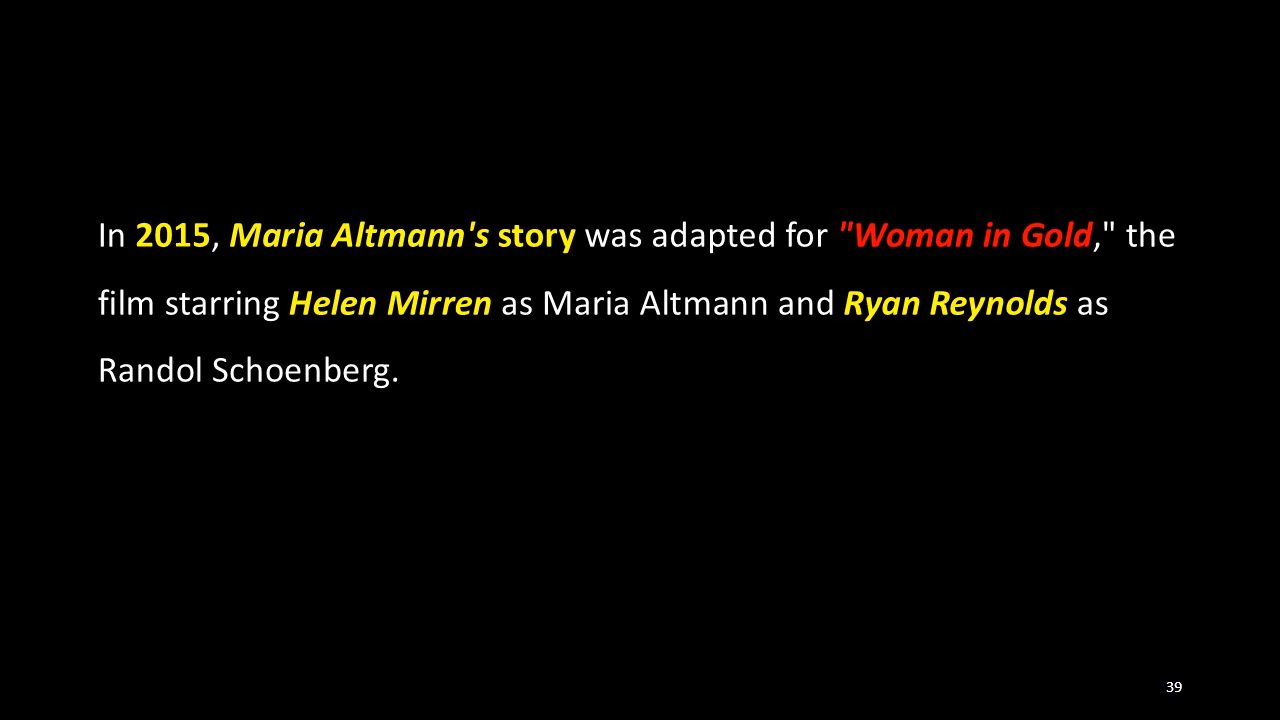 In 2015, Maria Altmann's story was adapted for "Woman in Gold," the
film starring Helen Mirren as Maria Altmann and Ryan Reynolds as
Randol Schoenberg.
39